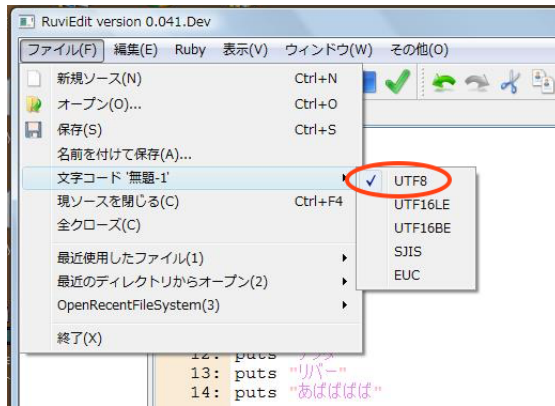 RuviEdit version 0.041.Dev
ファイル(F) 編集(E) Ruby 表示(V) ウィンドウ(W) その他(O)
新規ソース(N) Ctrl+N
オープン(O)... Ctrl+O
保存(S) Ctrl+S
名前を付けて保存(A)...
文字コード '無題-1'
✓ UTF8
現ソースを閉じる(C) Ctrl+F4
UTF16LE
全クローズ(C)
UTF16BE
SJIS
最近使用したファイル(1)
EUC
最近のディレクトリからオープン(2)
OpenRecentFileSystem(3)
終了(X)
12: puts
13: puts "リバー"
14: puts "あばばばば"